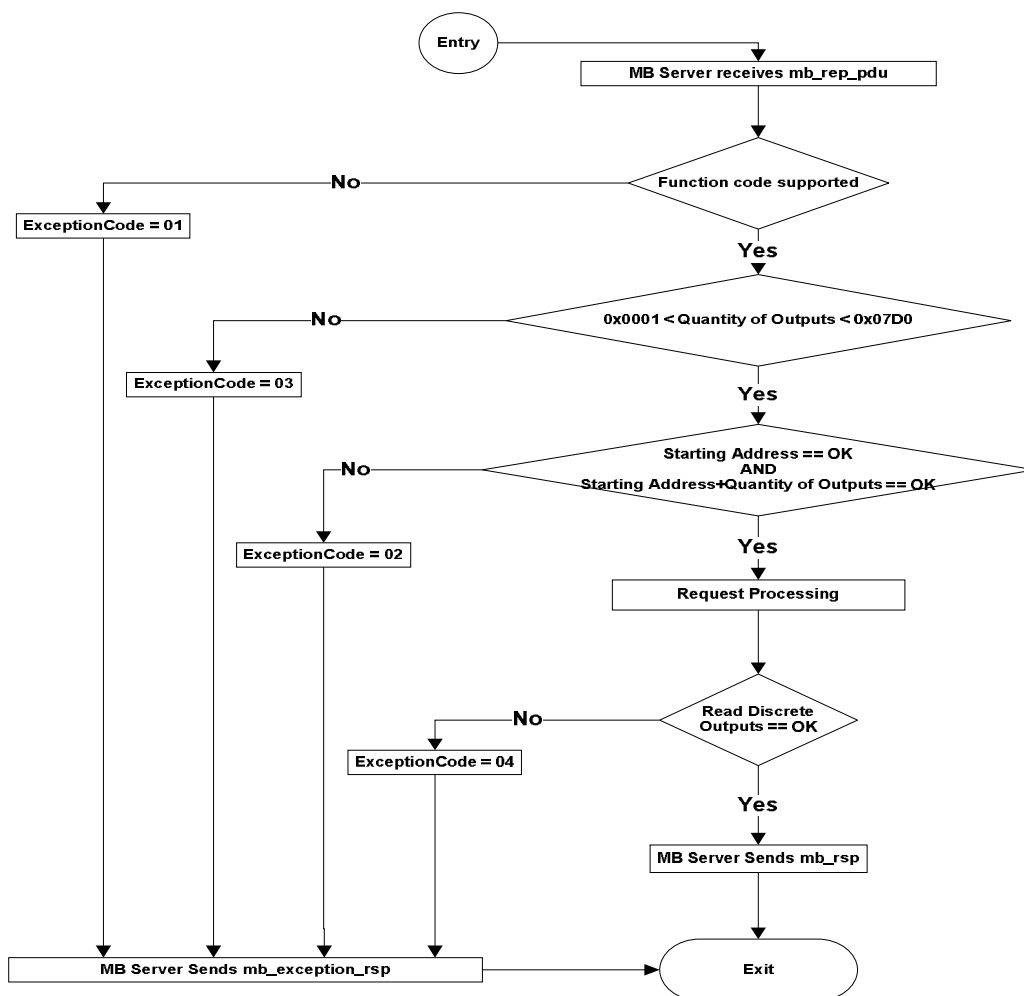 Entry
MB Server receives mb_rep_pdu
Function code supported
No
ExceptionCode = 01
Yes
0x0001 < Quantity of Outputs < 0x07D0
No
ExceptionCode = 03
Yes
Starting Address == OK
AND
Starting Address+Quantity of Outputs == OK
No
ExceptionCode = 02
Yes
Request Processing
Read Discrete
Outputs == OK
No
ExceptionCode = 04
Yes
MB Server Sends mb_rsp
MB Server Sends mb_exception_rsp
Exit